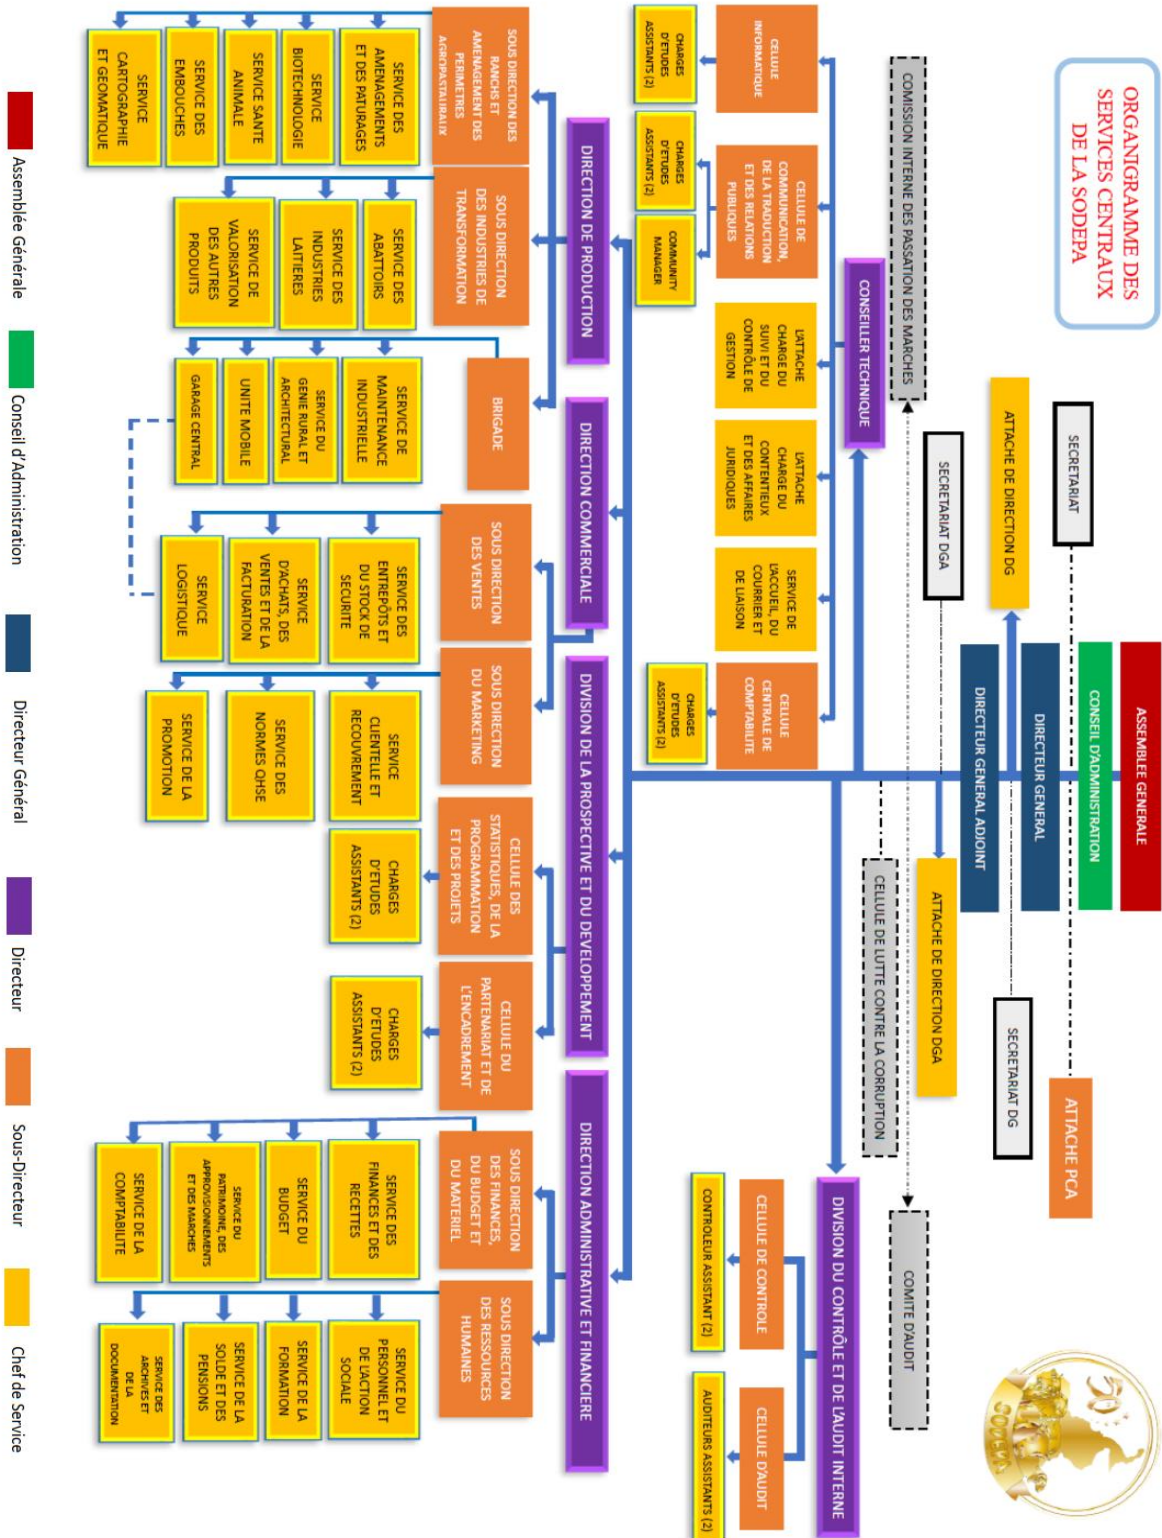 ORGANIGRAMME DES
SERVICES CENTRAUX
DE LA SODEPA
ASSEMBLEE GENERALE
CONSEIL D'ADMINISTRATION
SECRETARIAT
ATTACHE PCA
DIRECTEUR GENERAL
ATTACHE DE DIRECTION DG
SECRETARIAT DG
DIRECTEUR GENERAL ADJOINT
SECRETARIAT DGA
ATTACHE DE DIRECTION DGA
COMISSION INTERNE DES PASSATION DES MARCHES
COMITE D'AUDIT
CELLULE DE LUTTE CONTRE LA CORRUPTION
CONSEILLER TECHNIQUE
DIVISION DU CONTRÔLE ET DE L'AUDIT INTERNE
CELLULE
INFORMATIQUE
CELLULE DE
COMMUNICATION,
DE LA TRADUCTION
ET DES RELATIONS
PUBLIQUES
L'ATTACHE
CHARGE DU
SUIVI ET DU
CONTRÔLE DE
GESTION
L'ATTACHE
CHARGE DU
CONTENTIEUX
ET DES AFFAIRES
JURIDIQUES
SERVICE DE
L'ACCUEIL, DU
COURRIER ET
DE LIAISON
CELLULE
CENTRALE DE
COMPTABILITE
CELLULE DE CONTROLE
CELLULE D'AUDIT
CHARGES
D'ETUDES
ASSISTANTS (2)
CHARGES
D'ETUDES
ASSISTANTS (2)
COMMUNITY
MANAGER
CHARGES
D'ETUDES
ASSISTANTS (2)
CONTROLEUR ASSISTANT (2)
AUDITEURS ASSISTANTS (2)
DIRECTION DE PRODUCTION
DIRECTION COMMERCIALE
DIVISION DE LA PROSPECTIVE ET DU DEVELOPPEMENT
DIRECTION ADMINISTRATIVE ET FINANCIERE
SOUS DIRECTION DES
RANCHS ET
AMENAGEMENT DES
PERIMETRES
AGROPASTAURAUX
SOUS DIRECTION
DES INDUSTRIES DE
TRANSFORMATION
BRIGADE
SOUS DIRECTION
DES VENTES
SOUS DIRECTION
DU MARKETING
CELLULE DES
STATISTIQUES, DE LA
PROGRAMMATION
ET DES PROJETS
CELLULE DU
PARTENARIAT ET DE
L'ENCADREMENT
SOUS DIRECTION
DES FINANCES,
DU BUDGET ET
DU MATERIEL
SOUS DIRECTION
DES RESSOURCES
HUMAINES
SERVICE DES
AMENAGEMENTS
ET DES PATURAGES
SERVICE
BIOTECHNOLOGIE
SERVICE SANTE
ANIMALE
SERVICE DES
EMBOUCHES
SERVICE
CARTOGRAPHIE
ET GEOMATIQUE
SERVICE DES
ABATTOIRS
SERVICE DES
INDUSTRIES
LAITIERES
SERVICE DE
VALORISATION
DES AUTRES
PRODUITS
SERVICE DE
MAINTENANCE
INDUSTRIELLE
SERVICE DU
GENIE RURAL ET
ARCHITECTURAL
UNITE MOBILE
GARAGE CENTRAL
SERVICE DES
ENTREPÔTS ET
DU STOCK DE
SECURITE
SERVICE
D'ACHATS, DES
VENTES ET DE LA
FACTURATION
SERVICE
LOGISTIQUE
SERVICE
CLIENTELLE ET
RECOUVREMENT
SERVICE DES
NORMES QHSE
SERVICE DE LA
PROMOTION
CHARGES
D'ETUDES
ASSISTANTS (2)
CHARGES
D'ETUDES
ASSISTANTS (2)
SERVICE DES
FINANCES ET DES
RECETTES
SERVICE DU
BUDGET
SERVICE DU
PATRIMOINE, DES
APPROVISIONNEMENTS
ET DES MARCHES
SERVICE DE LA
COMPTABILITE
SERVICE DU
PERSONNEL ET
DE L'ACTION
SOCIALE
SERVICE DE LA
FORMATION
SERVICE DE LA
SOLDE ET DES
PENSIONS
SERVICE DES
ARCHIVES ET
DE LA
DOCUMENTATION
Assemblée Générale
Conseil d'Administration
Directeur Général
Directeur
Sous-Directeur
Chef de Service
SODEPA